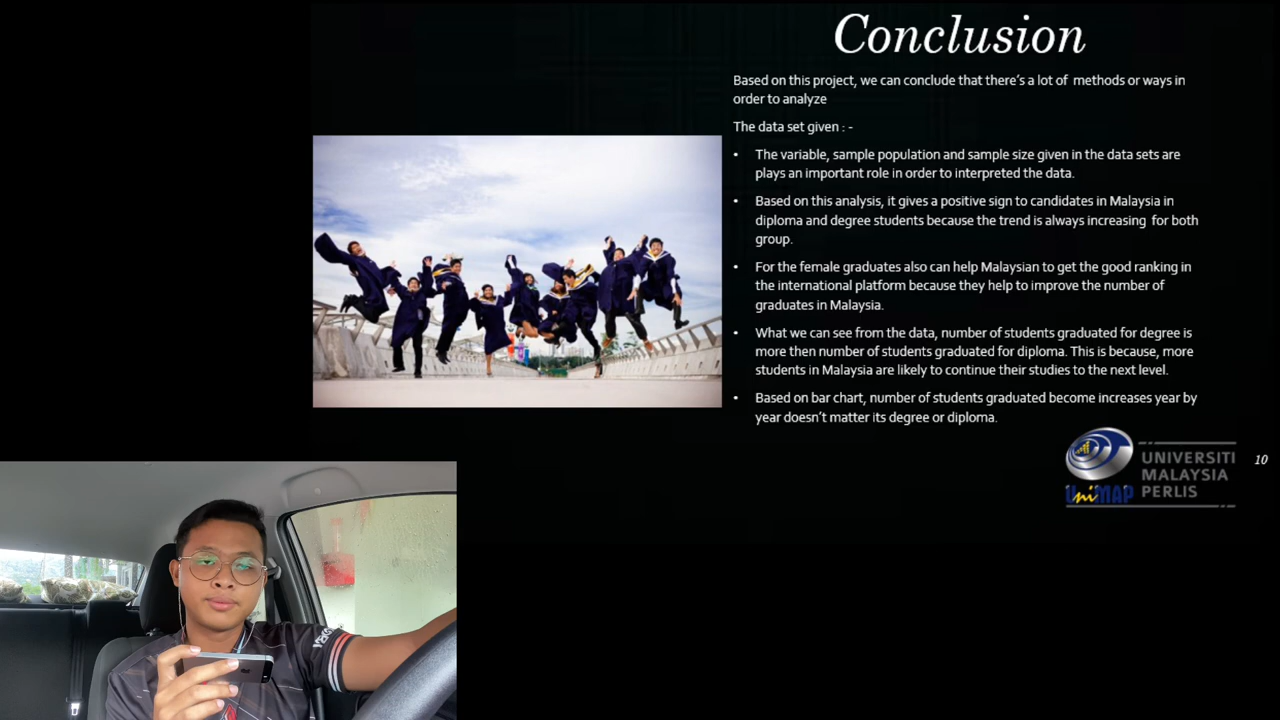 Conclusion
Based on this project, we can conclude that there's a lot of methods or ways in
order to analyze
The data set given : -
• The variable, sample population and sample size given in the data sets are
plays an important role in order to interpreted the data.
• Based on this analysis, it gives a positive sign to candidates in Malaysia in
diploma and degree students because the trend is always increasing for both
group.
• For the female graduates also can help Malaysian to get the good ranking in
the international platform because they help to improve the number of
graduates in Malaysia.
• What we can see from the data, number of students graduated for degree is
more then number of students graduated for diploma. This is because, more
students in Malaysia are likely to continue their studies to the next level.
• Based on bar chart, number of students graduated become increases year by
year doesn't matter its degree or diploma.
UniMAP
UNIVERSITI
MALAYSIA
PERLIS
10